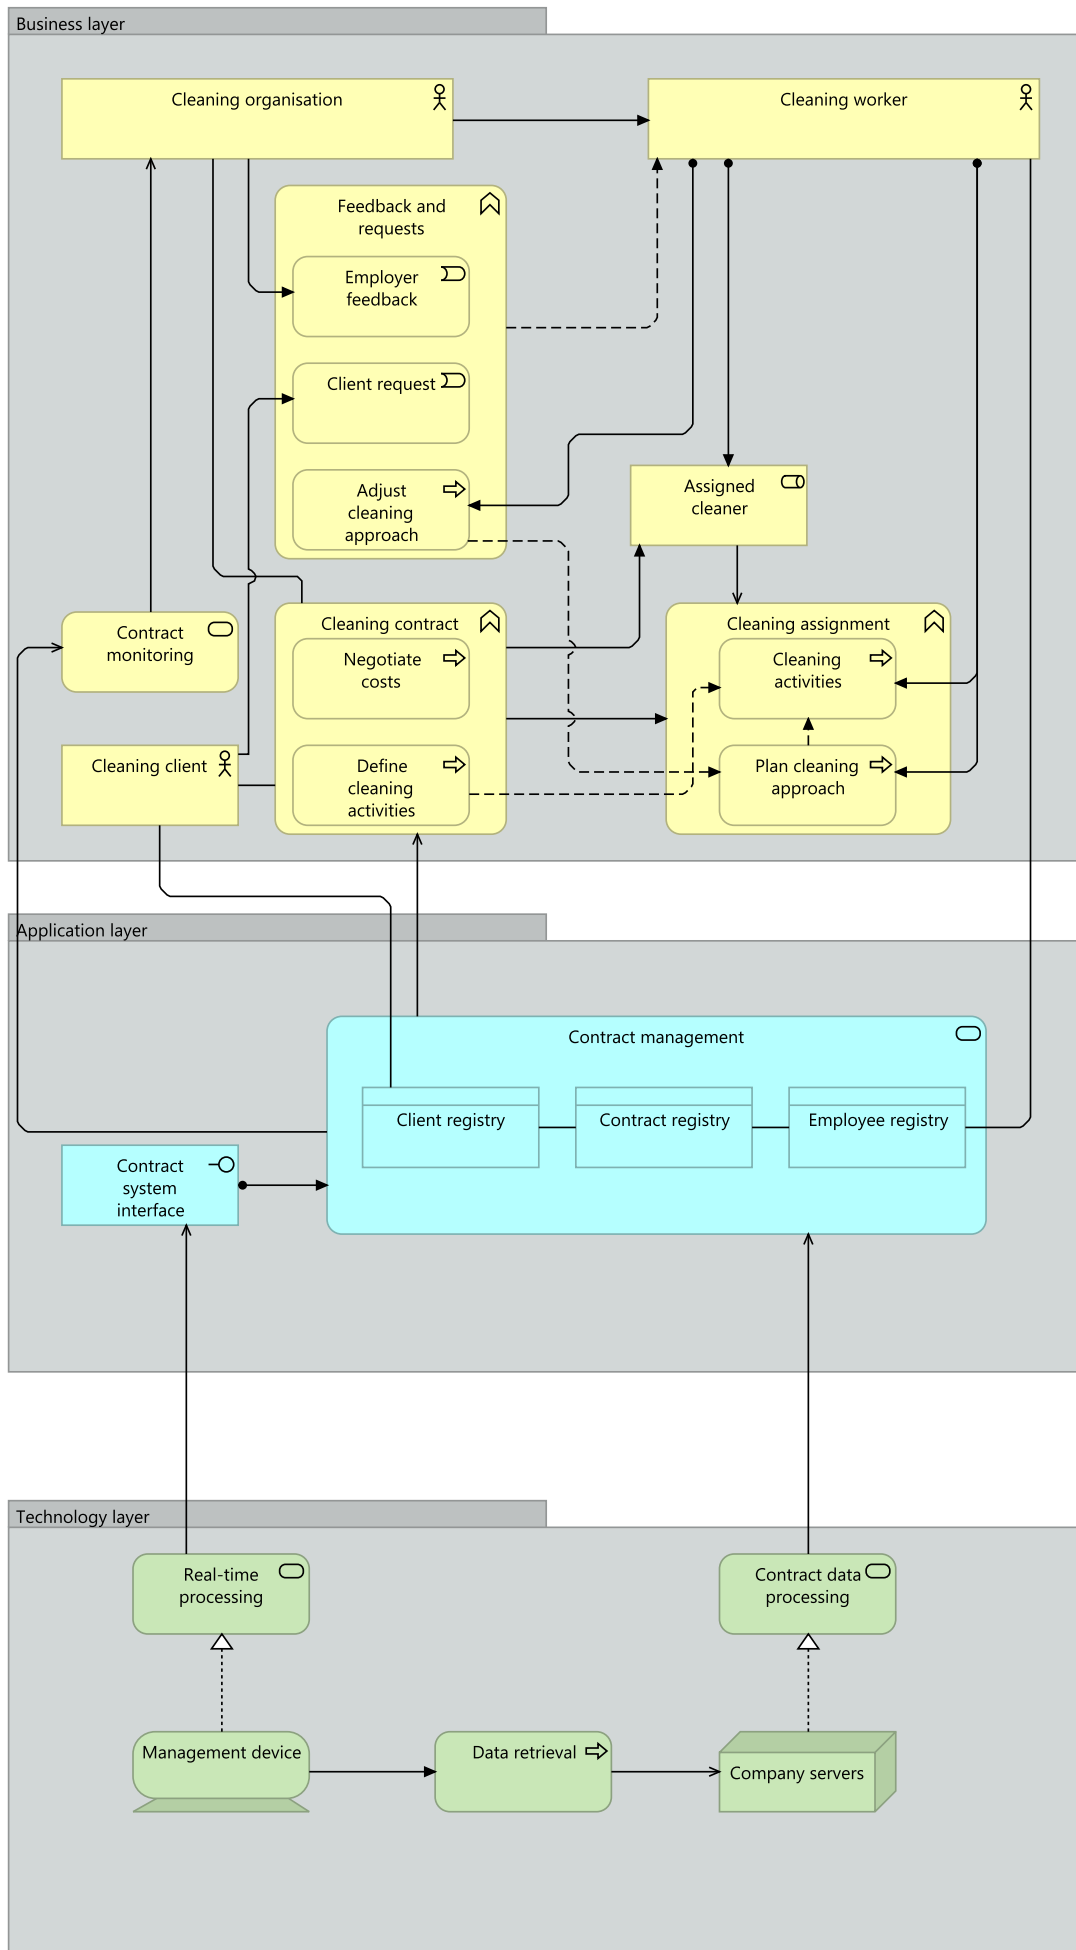 Business layer
Cleaning organisation
Cleaning worker
Feedback and
requests
Employer
feedback
Client request
Adjust
cleaning
approach
Assigned
cleaner
Contract
monitoring
Cleaning contract
Negotiate
costs
Cleaning assignment
Cleaning
activities
Cleaning client
Define
cleaning
activities
Plan cleaning
approach
Application layer
Contract management
Client registry
Contract registry
Employee registry
Contract
system
interface
Technology layer
Real-time
processing
Contract data
processing
Management device
Data retrieval
Company servers